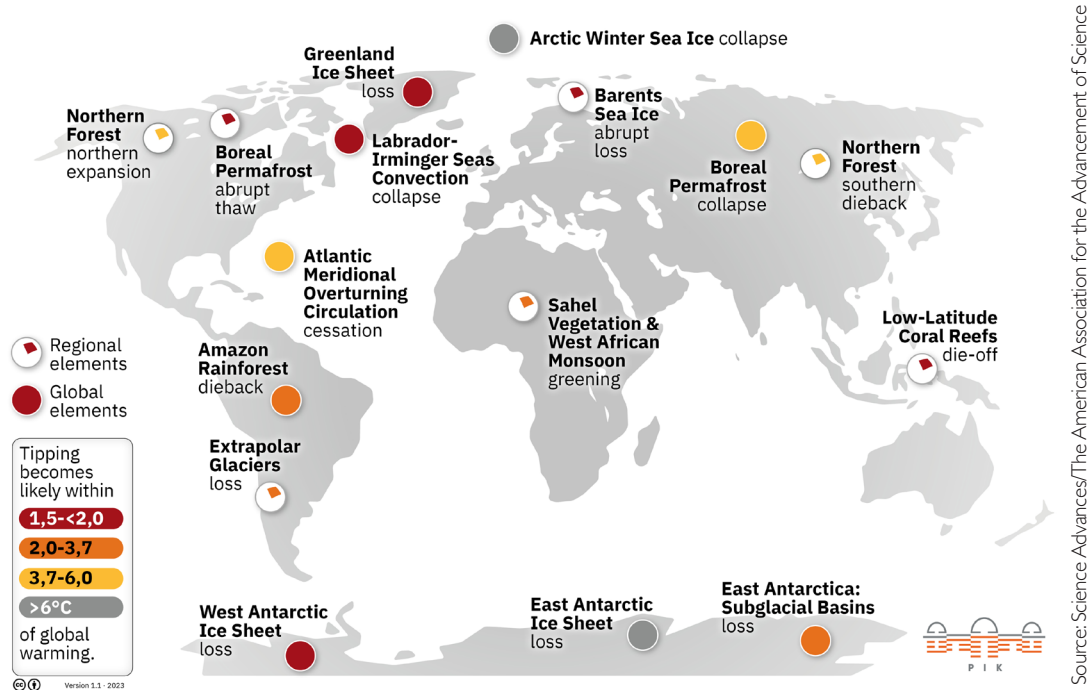 Arctic Winter Sea Ice collapse
Greenland
Ice Sheet
loss
Barents
Sea Ice
abrupt
loss
Northern
Forest
northern
expansion
Boreal
Permafrost
abrupt
thaw
Labrador-
Irminger Seas
Convection
collapse
Boreal
Permafrost
collapse
Northern
Forest
southern
dieback
Atlantic
Meridional
Overturning
Circulation
cessation
Sahel
Vegetation &
West African
Monsoon
greening
Low-Latitude
Coral Reefs
die-off
Regional
elements
Global
elements
Amazon
Rainforest
dieback
Extrapolar
Glaciers
loss
Tipping
becomes
likely within
1,5-<2,0
2,0-3,7
3,7-6,0
>6°C
of global
warming.
West Antarctic
Ice Sheet
loss
East Antarctic
Ice Sheet
loss
East Antarctica:
Subglacial Basins
loss
PIK
cc
Version 1.1 · 2023
Source: Science Advances/The American Association for the Advancement of Science